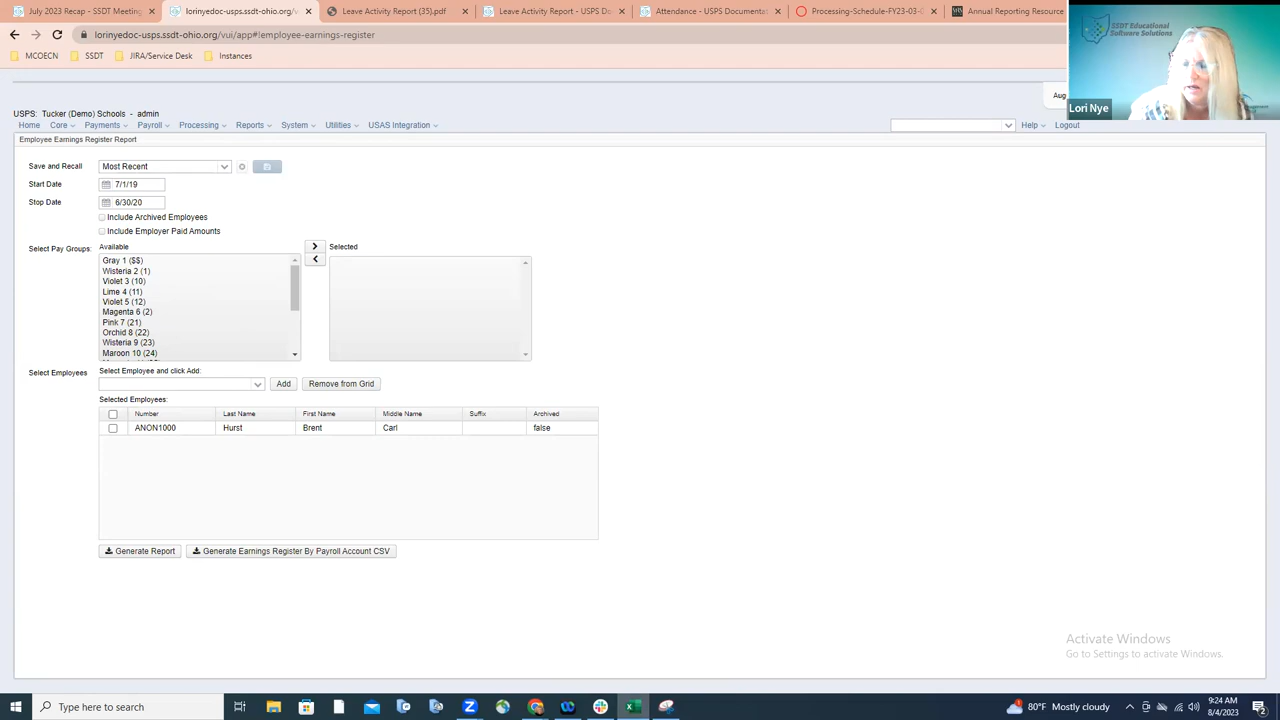 July 2023 Recap - SSDT Meeting
lorinyedoc-usps.ssdt-ohio.org/v
Leave Activity Report
Leave Activity Report - USPS D
Attendance - USPS Documentat
Processing-Schedule-FY23-03-0
Annual Reporting Resource
lorinyedoc-usps.ssdt-ohio.org/vui/app#!employee-earnings-register
MCOECN
SSDT
JIRA/Service Desk
Instances
SSDT Educational
Software Solutions
Aug
Lori Nye
USPS: Tucker (Demo) Schools - admin
Home Core Payments Payroll Processing Reports System Utilities USAS Integration Help Logout
Employee Earnings Register Report
Save and Recall Most Recent
Start Date 7/1/19
Stop Date 6/30/20
Include Archived Employees
Include Employer Paid Amounts
Select Pay Groups: Available Selected
Gray 1 ($$)
Wisteria 2 (1)
Violet 3 (10)
Lime 4 (11)
Violet 5 (12)
Magenta 6 (2)
Pink 7 (21)
Orchid 8 (22)
Wisteria 9 (23)
Maroon 10 (24)
Select Employees Select Employee and click Add:
Add Remove from Grid
Selected Employees:
Number Last Name First Name Middle Name Suffix Archived
ANON1000 Hurst Brent Carl false
Generate Report Generate Earnings Register By Payroll Account CSV
Activate Windows
Go to Settings to activate Windows.
Type here to search
80°F Mostly cloudy
9:24 AM
8/4/2023
2